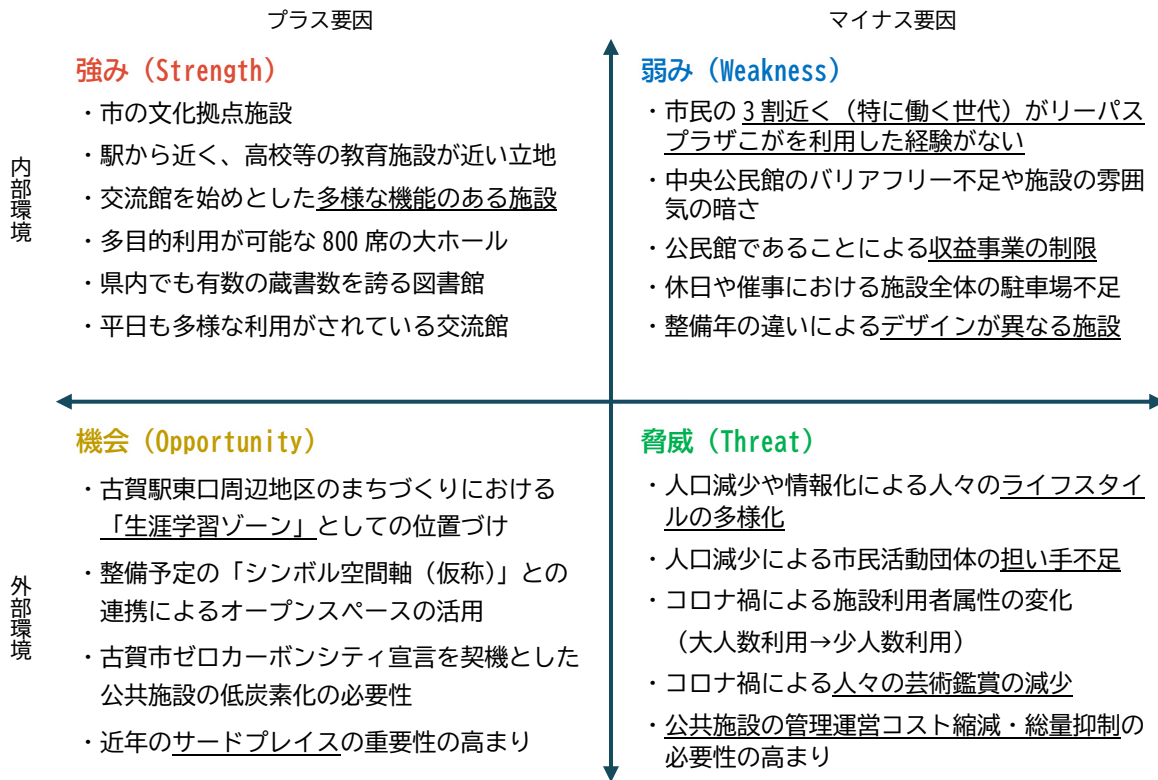 プラス要因
マイナス要因
内部環境
強み（Strength）
・市の文化拠点施設
・駅から近く、高校等の教育施設が近い立地
・交流館を始めとした多様な機能のある施設
・多目的利用が可能な 800 席の大ホール
・県内でも有数の蔵書数を誇る図書館
・平日も多様な利用がされている交流館
弱み（Weakness）
・市民の 3 割近く（特に働く世代）がリーパス
プラザこがを利用した経験がない
・中央公民館のバリアフリー不足や施設の雰囲
気の暗さ
・公民館であることによる収益事業の制限
・休日や催事における施設全体の駐車場不足
・整備年の違いによるデザインが異なる施設
外部環境
機会（Opportunity）
・古賀駅東口周辺地区のまちづくりにおける
「生涯学習ゾーン」としての位置づけ
・整備予定の「シンボル空間軸（仮称）」との
連携によるオープンスペースの活用
・古賀市ゼロカーボンシティ宣言を契機とした
公共施設の低炭素化の必要性
・近年のサードプレイスの重要性の高まり
脅威（Threat）
・人口減少や情報化による人々のライフスタイ
ルの多様化
・人口減少による市民活動団体の担い手不足
・コロナ禍による施設利用者属性の変化
（大人数利用→少人数利用）
・コロナ禍による人々の芸術鑑賞の減少
・公共施設の管理運営コスト縮減・総量抑制の
必要性の高まり